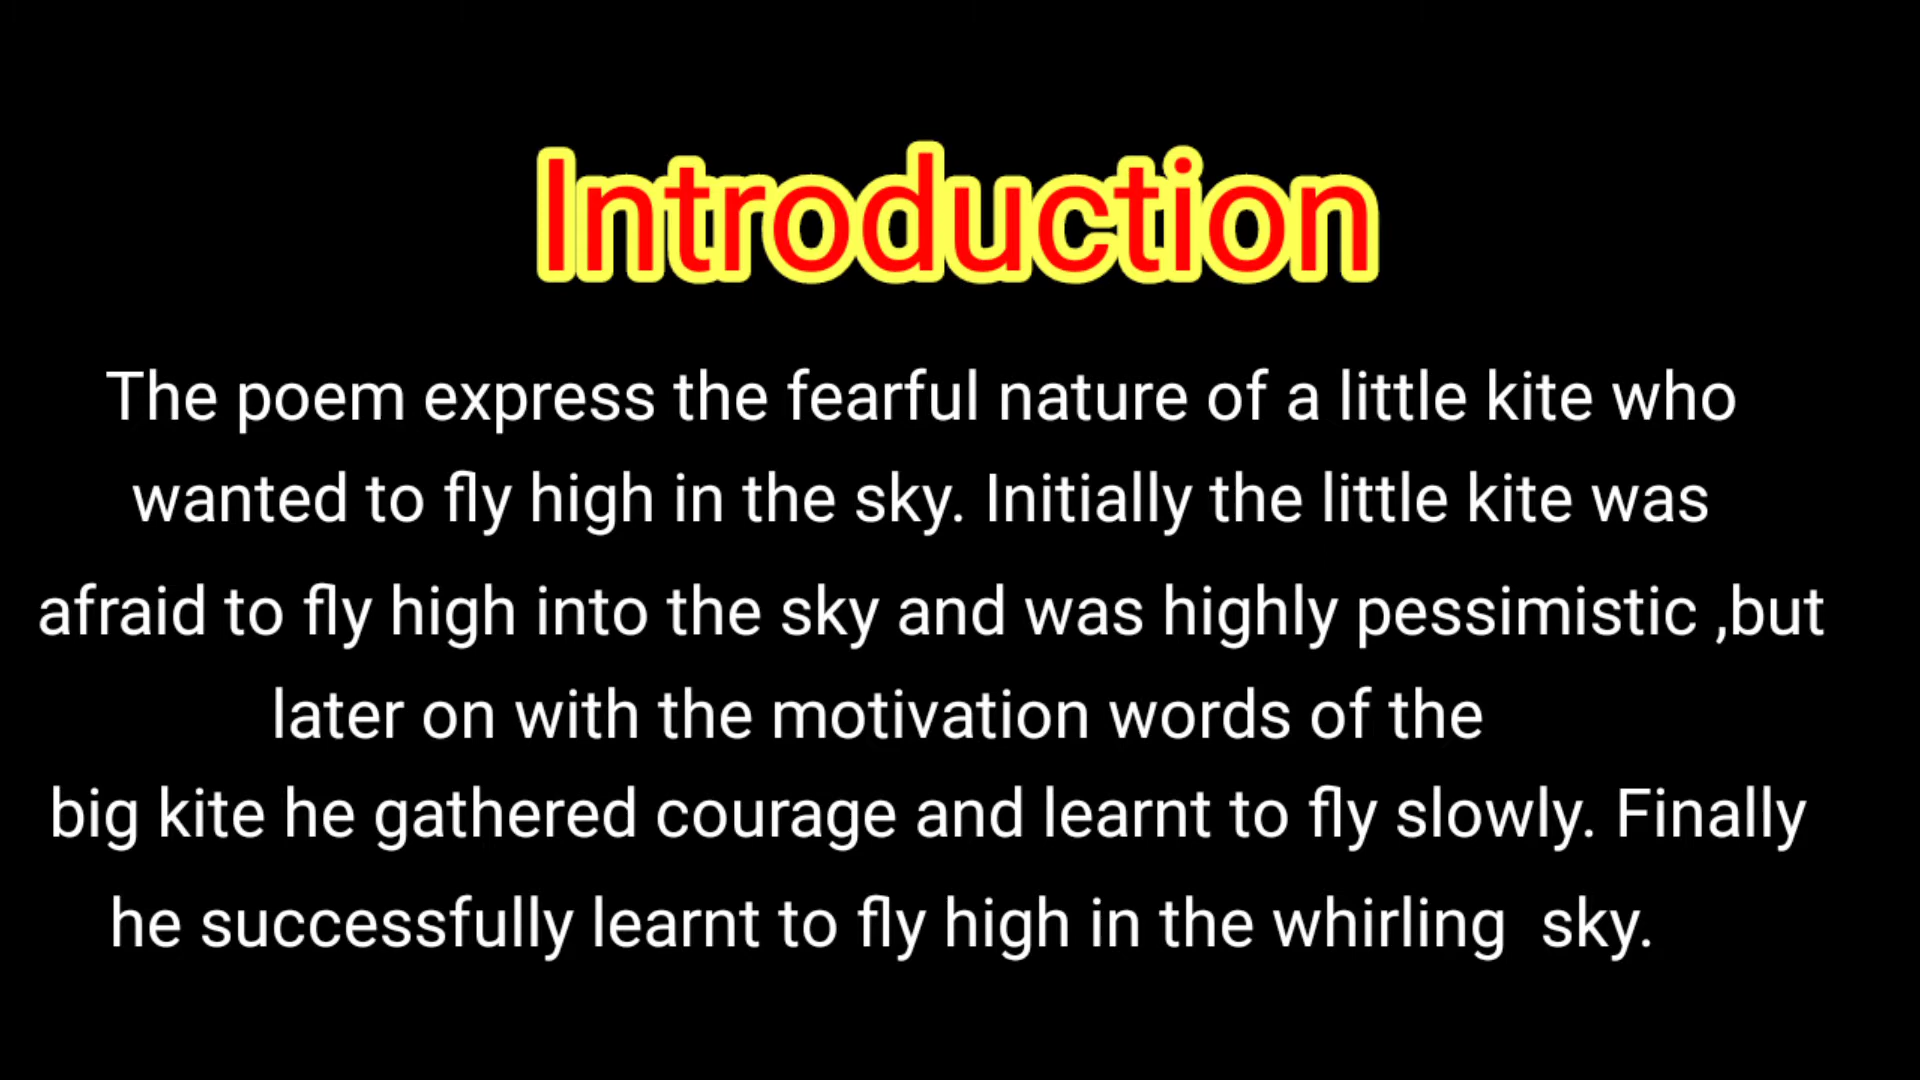 Introduction
The poem express the fearful nature of a little kite who
wanted to fly high in the sky. Initially the little kite was
afraid to fly high into the sky and was highly pessimistic ,but
later on with the motivation words of the
big kite he gathered courage and learnt to fly slowly. Finally
he successfully learnt to fly high in the whirling  sky.